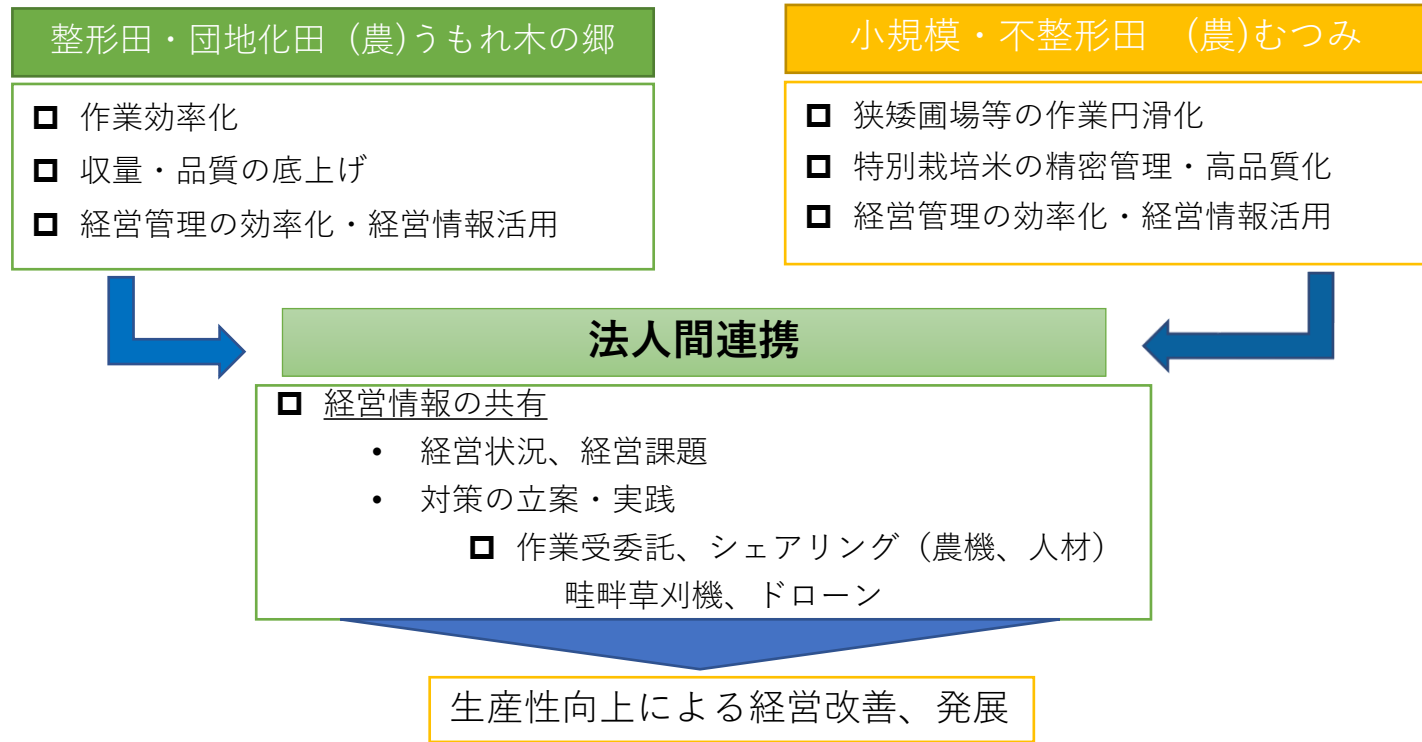 整形田・団地化田 (農)うもれ木の郷
作業効率化
収量・品質の底上げ
経営管理の効率化・経営情報活用
小規模・不整形田 (農)むつみ
狭矮圃場等の作業円滑化
特別栽培米の精密管理・高品質化
経営管理の効率化・経営情報活用
法人間連携
経営情報の共有
• 経営状況、経営課題
• 対策の立案・実践
作業受委託、シェアリング（農機、人材）
畦畔草刈機、ドローン
生産性向上による経営改善、発展